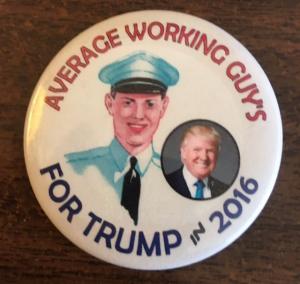 AVERAGE WORKING GUY'S
FOR TRUMP IN 2016